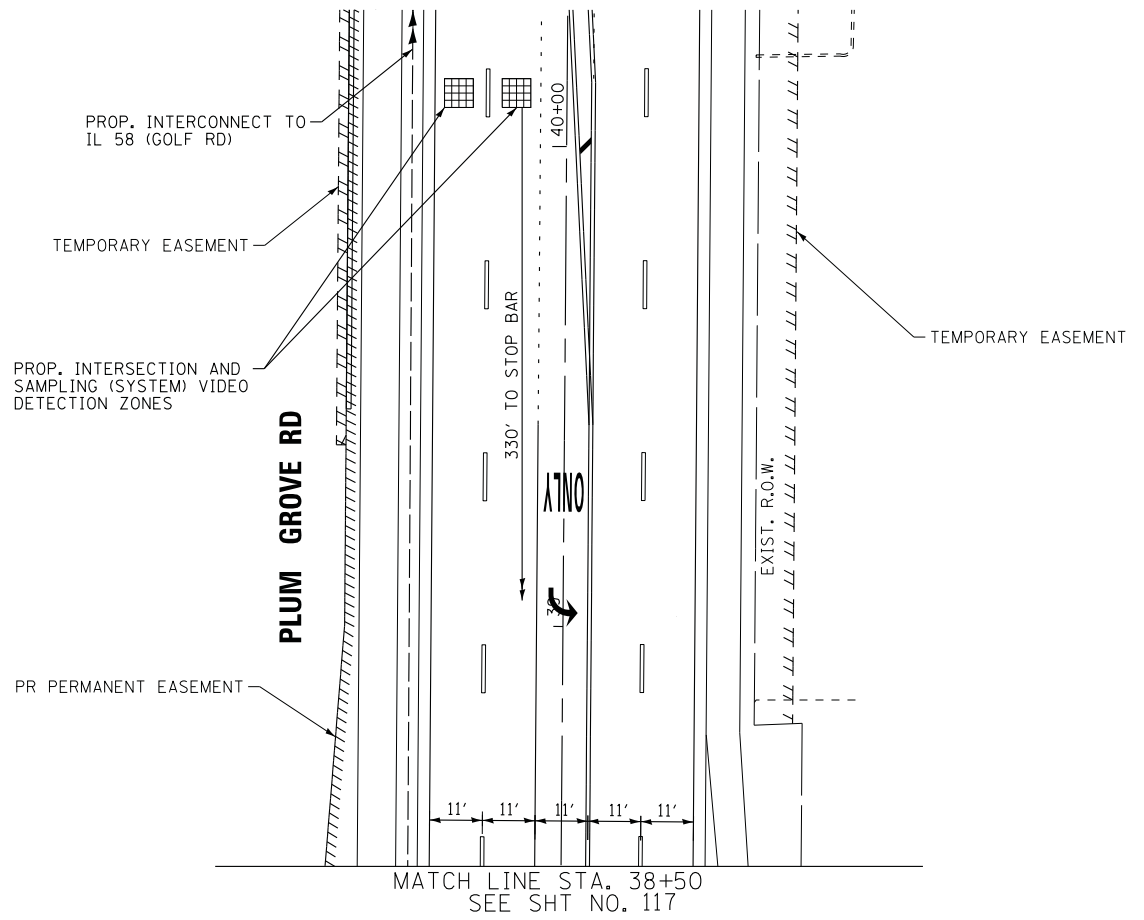 40+00
PROP. INTERCONNECT TO
IL 58 (GOLF RD)
TEMPORARY EASEMENT
330' TO STOP BAR
TEMPORARY EASEMENT
PROP. INTERSECTION AND
SAMPLING (SYSTEM) VIDEO
DETECTION ZONES
PLUM GROVE RD
ONLY
EXIST. R.O.W.
39
PR PERMANENT EASEMENT
11' 11' 11' 11' 11'
MATCH LINE STA. 38+50
SEE SHT NO. 117